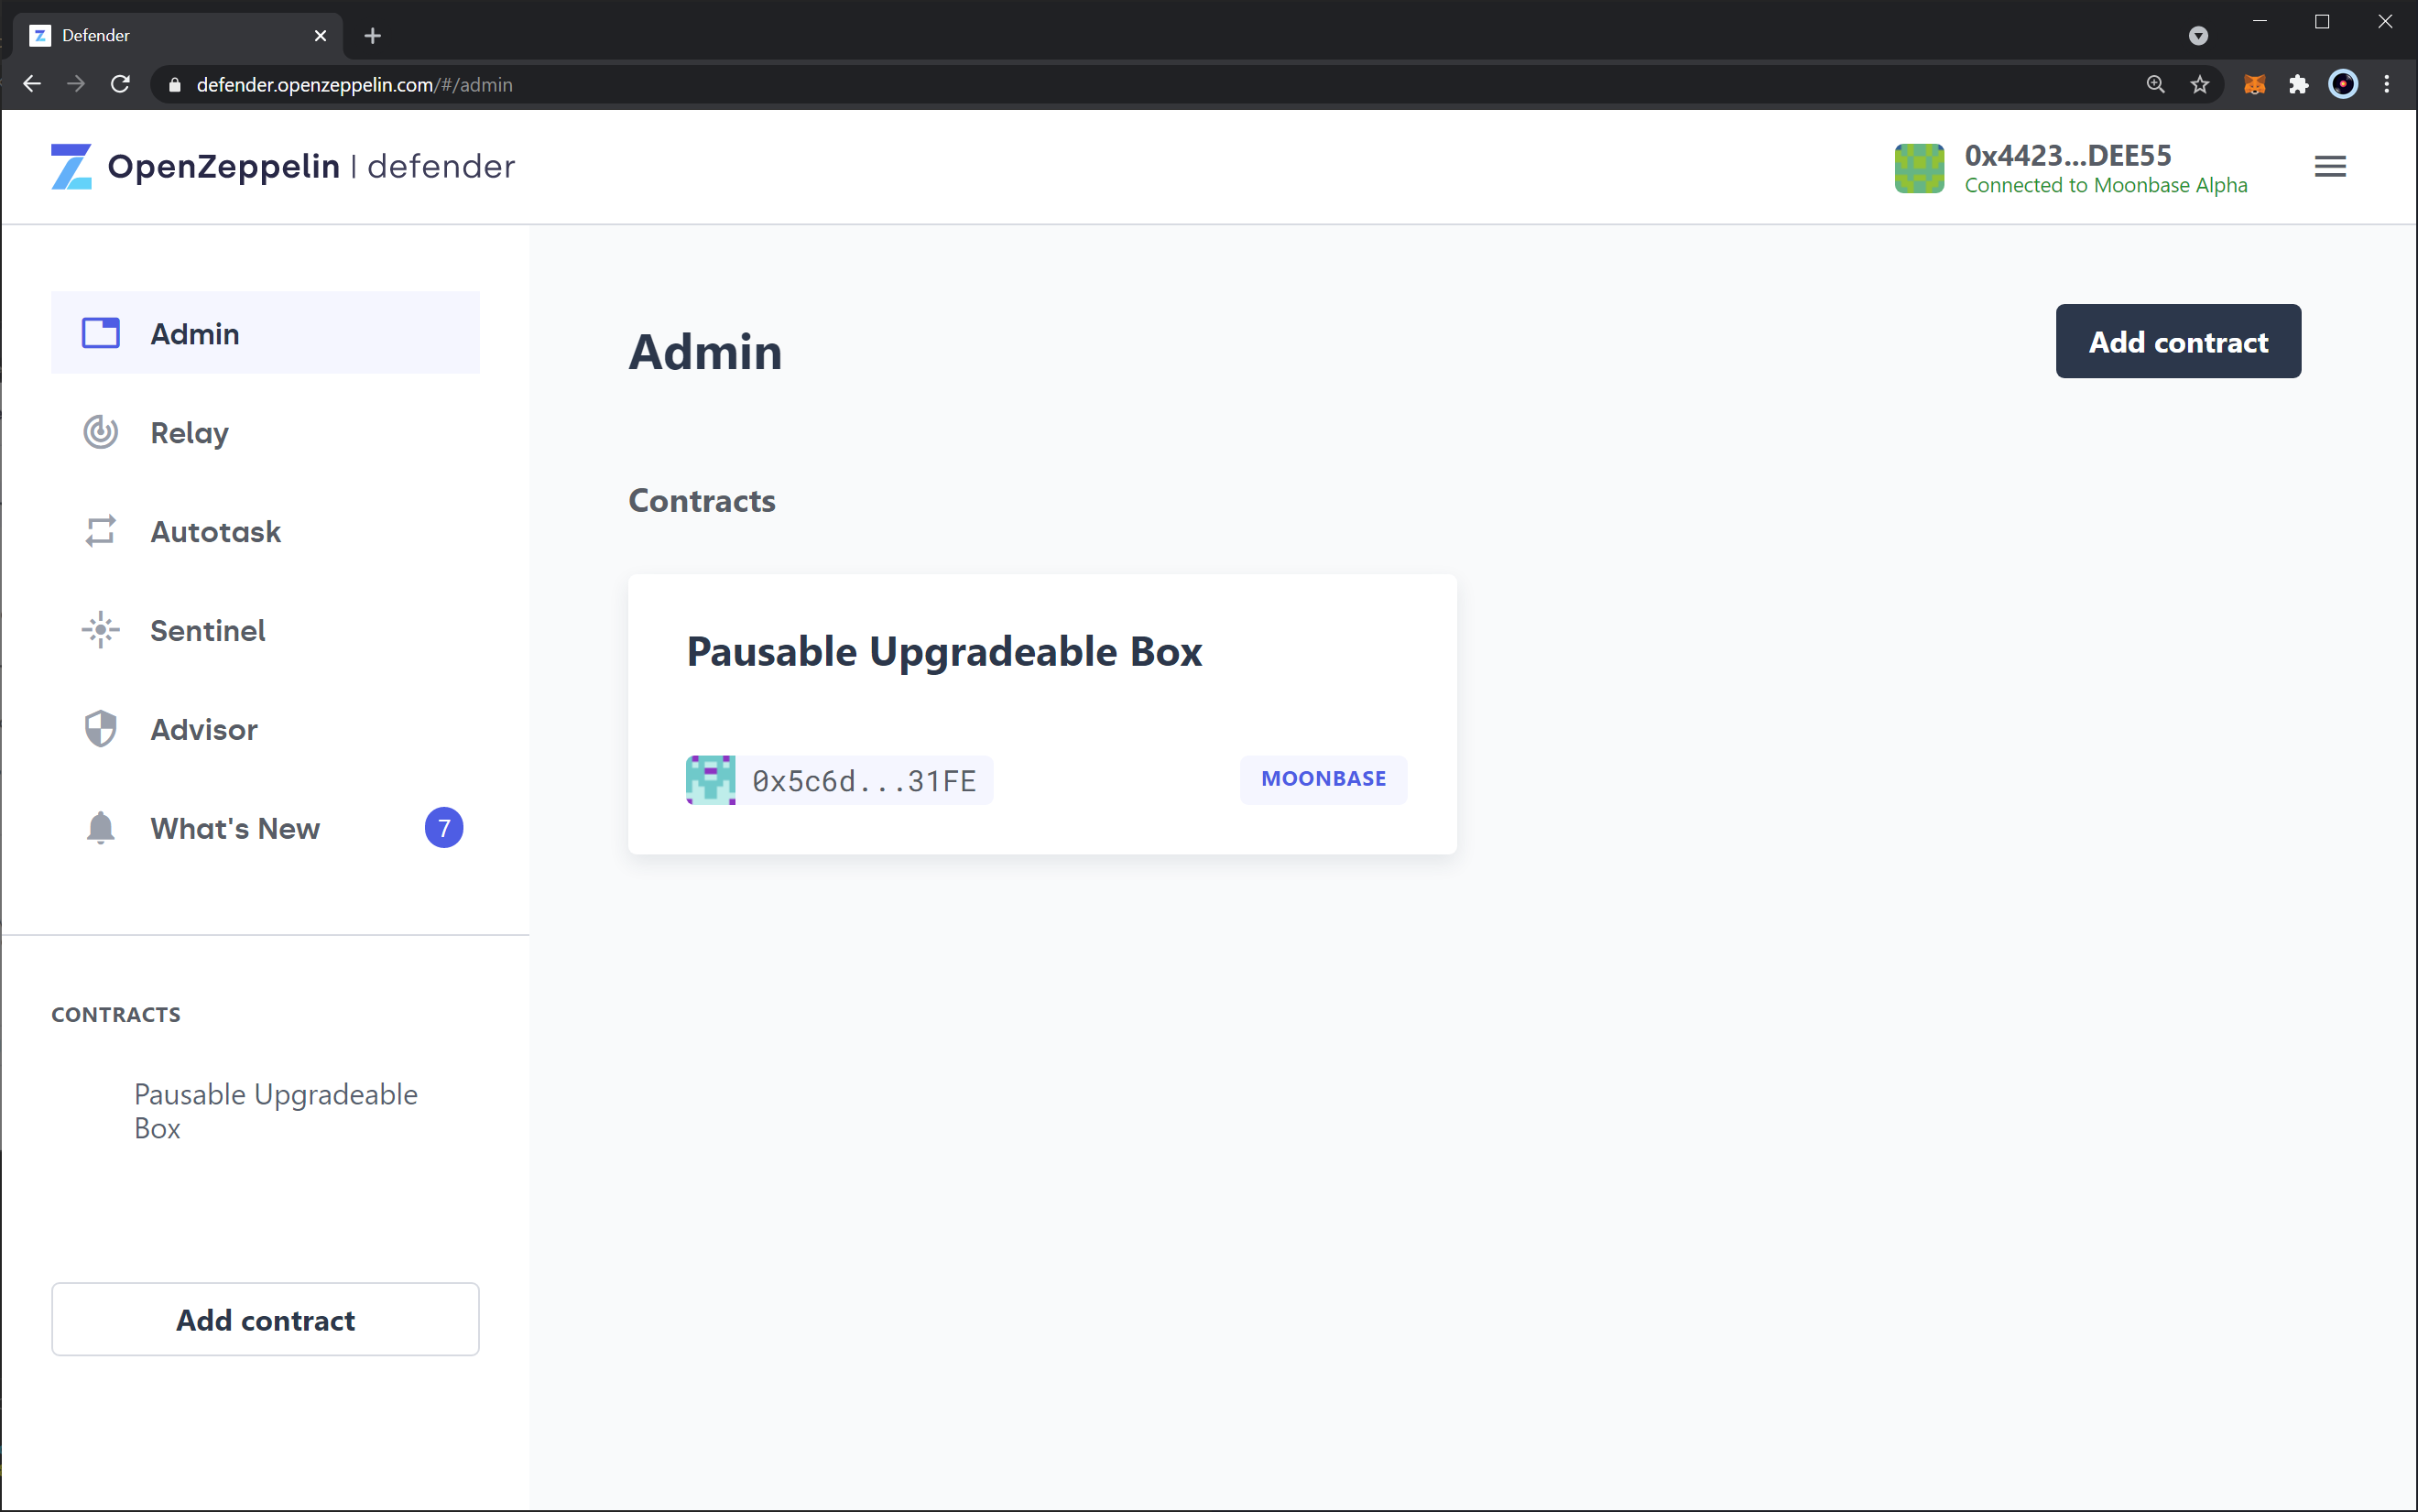 Defender
defender.openzeppelin.com/#/admin
OpenZeppelin | defender
0x4423...DEE55
Connected to Moonbase Alpha
Admin
Relay
Autotask
Sentinel
Advisor
What's New
7
CONTRACTS
Pausable Upgradeable
Box
Add contract
Admin
Add contract
Contracts
Pausable Upgradeable Box
0x5c6d...31FE
MOONBASE